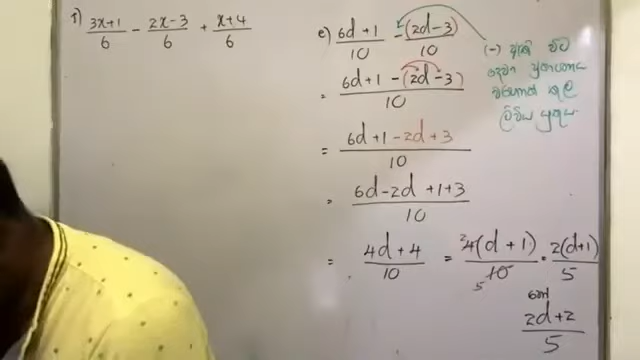 f) (3x+1)/6 - (2x-3)/6 + (x+4)/6
e) (6d+1)/10 - (2d-3)/10
= (6d+1-(2d-3))/10
= (6d+1-2d+3)/10
= (6d-2d+1+3)/10
= (4d+4)/10 = 4(d+1)/10 = 2(d+1)/5
(2d+2)/5
(-) ඇති විට